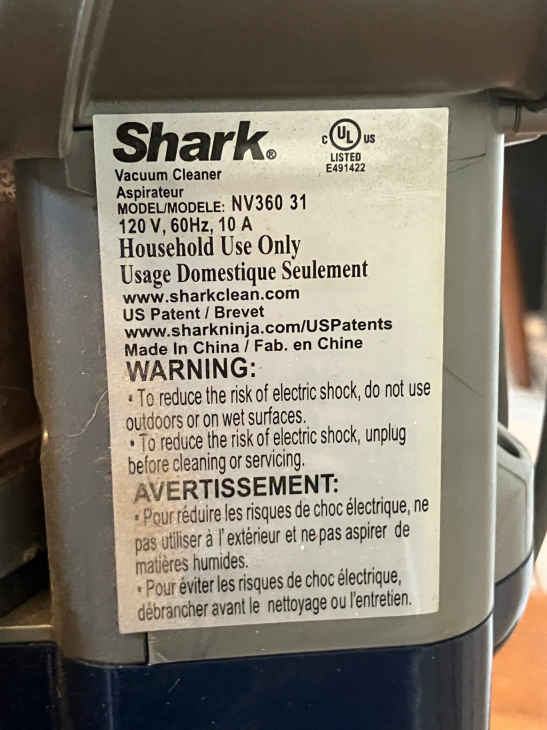 Shark®
C UL US
LISTED
E491422
Vacuum Cleaner
Aspirateur
MODEL/MODELE: NV360 31
120 V, 60Hz, 10 A
Household Use Only
Usage Domestique Seulement
www.sharkclean.com
US Patent / Brevet
www.sharkninja.com/USPatents
Made In China / Fab. en Chine
WARNING:
• To reduce the risk of electric shock, do not use
outdoors or on wet surfaces.
• To reduce the risk of electric shock, unplug
before cleaning or servicing.
AVERTISSEMENT:
• Pour réduire les risques de choc électrique, ne
pas utiliser à l'extérieur et ne pas aspirer de
matières humides.
• Pour éviter les risques de choc électrique,
débrancher avant le nettoyage ou l'entretien.